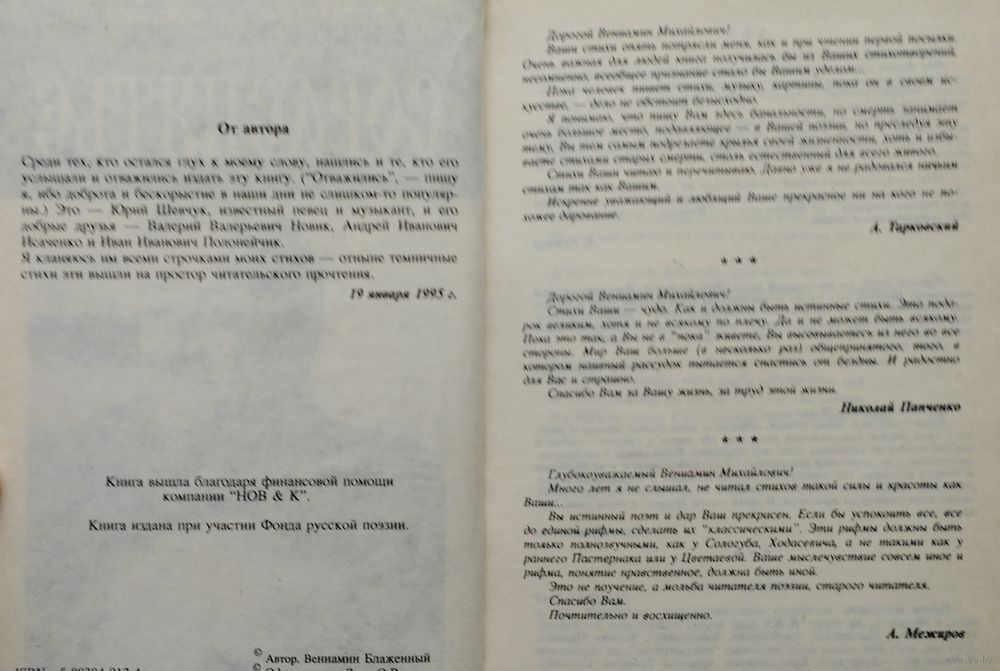 От автора
Среди тех, кто остался глух к моему слову, нашлись и те, кто его
услышали и отважились издать эту книгу. ("Отважились", — пишу
я, ибо доброта и бескорыстие в наши дни не слишком-то популяр-
ны.) Это — Юрий Шевчук, известный певец и музыкант, и его
добрые друзья — Валерий Валерьевич Новик, Андрей Иванович
Исаченко и Иван Иванович Полонейчик.
Я кланяюсь им всеми строчками моих стихов — отныне темничные
стихи эти вышли на простор читательского прочтения.
19 января 1995 г.
Книга вышла благодаря финансовой помощи
компании "НОВ & К".
Книга издана при участии Фонда русской поэзии.
© Автор. Вениамин Блаженный
Дорогой Вениамин Михайлович!
Ваши стихи опять потрясли меня, как и при чтении первой посылки.
Очень важная для людей книга получилась бы из Ваших стихотворений,
несомненно, всеобщее признание стало бы Вашим уделом...
Пока человек пишет стихи, музыку, картины, пока он в своем ис-
кусстве, — дело не обстоит безысходно.
Я понимаю, что пишу Вам здесь банальности, но смерть занимает
очень большое место, подавляющее — в Вашей поэзии, но преследуя эту
тему, Вы тем самым подрезаете крылья своей жизненности, хоть и избы-
ваете стихами страх смерти, столь естественный для всего живого.
Стихи Ваши читаю и перечитываю. Давно уже я не радовался ничьим
стихам так как Вашим.
Искренне уважающий и любящий Ваше прекрасное ни на кого не по-
хожее дарование.
А. Тарковский
* * *
Дорогой Вениамин Михайлович!
Стихи Ваши — чудо. Как и должны быть истинные стихи. Это пода-
рок великим, хотя и не всякому по плечу. Да и не может быть всякому.
Пока это так, а Вы не в "чока" живете, Вы высовываетесь из него во все
стороны. Мир Ваш больше (в несколько раз) общепринятого, того, в
котором наивный рассудок пытается спастись от бездны. И радостно
для Вас и страшно.
Спасибо Вам за Вашу жизнь, за труд этой жизни.
Николай Панченко
* * *
Глубокоуважаемый Вениамин Михайлович!
Много лет я не слышал, не читал стихов такой силы и красоты как
Ваши...
Вы истинный поэт и дар Ваш прекрасен. Если бы успокоить все, все
до единой рифмы, сделать их "классическими". Эти рифмы должны быть
только полнозвучными, как у Сологуба, Ходасевича, а не такими как у
раннего Пастернака или у Цветаевой. Ваше мыслечувствие совсем иное и
рифма, понятие нравственное, должна быть иной.
Это не поучение, а мольба читателя поэзии, старого читателя.
Спасибо Вам.
Почтительно и восхищенно.
А. Межиров
www.ay.by